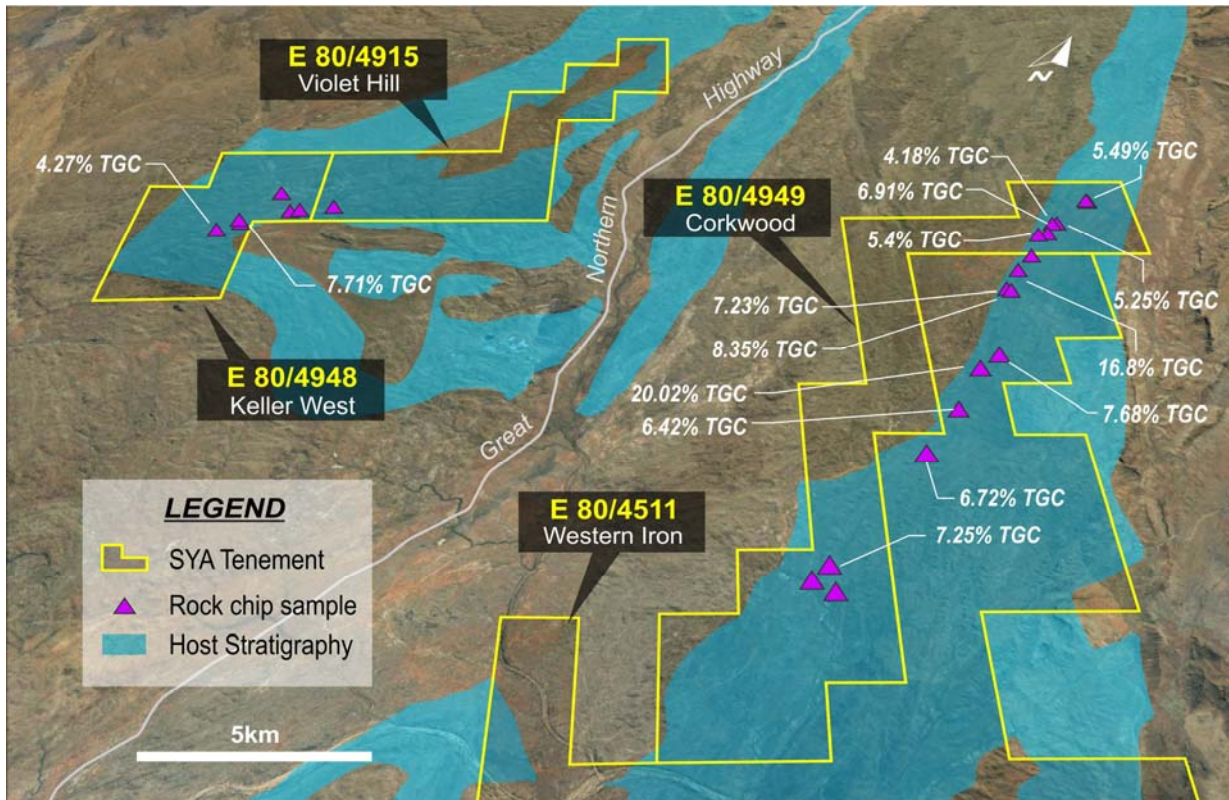 E 80/4915
Violet Hill
Great Northern Highway
N
4.27% TGC
7.71% TGC
E 80/4948
Keller West
E 80/4949
Corkwood
4.18% TGC
5.49% TGC
6.91% TGC
5.4% TGC
5.25% TGC
7.23% TGC
8.35% TGC
16.8% TGC
20.02% TGC
7.68% TGC
6.42% TGC
6.72% TGC
7.25% TGC
E 80/4511
Western Iron
LEGEND
SYA Tenement
Rock chip sample
Host Stratigraphy
5km